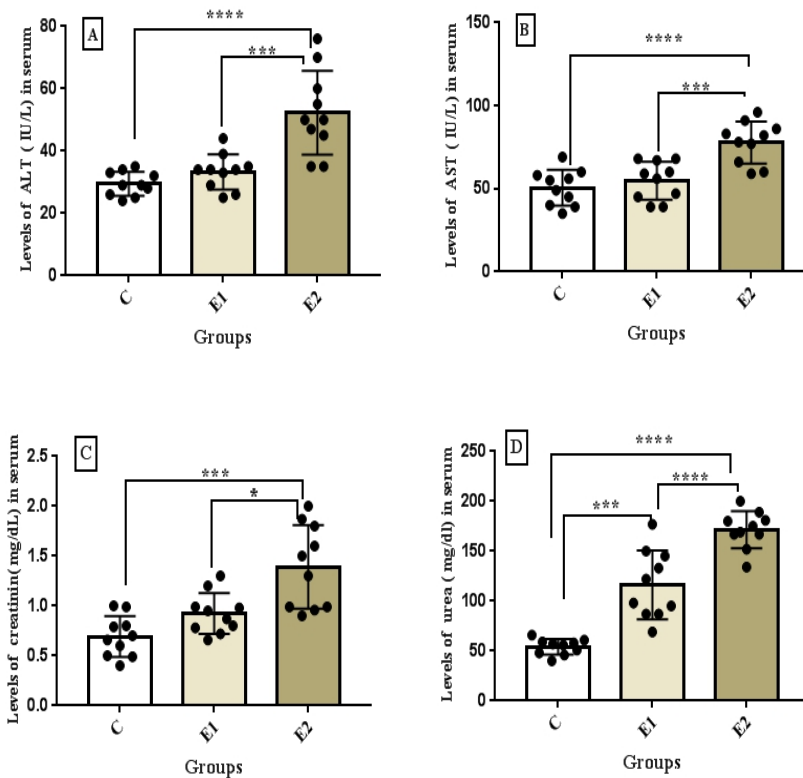 A
Levels of ALT ( IU/L) in serum
80
60
40
20
0
****
***
C
E1
E2
Groups
B
Levels of AST ( IU/L) in serum
150
100
50
0
****
***
C
E1
E2
Groups
C
Levels of creatinin( mg/dL) in serum
2.5
2.0
1.5
1.0
0.5
0.0
***
*
C
E1
E2
Groups
D
Levels of urea ( mg/dl) in serum
250
200
150
100
50
0
****
****
***
C
E1
E2
Groups